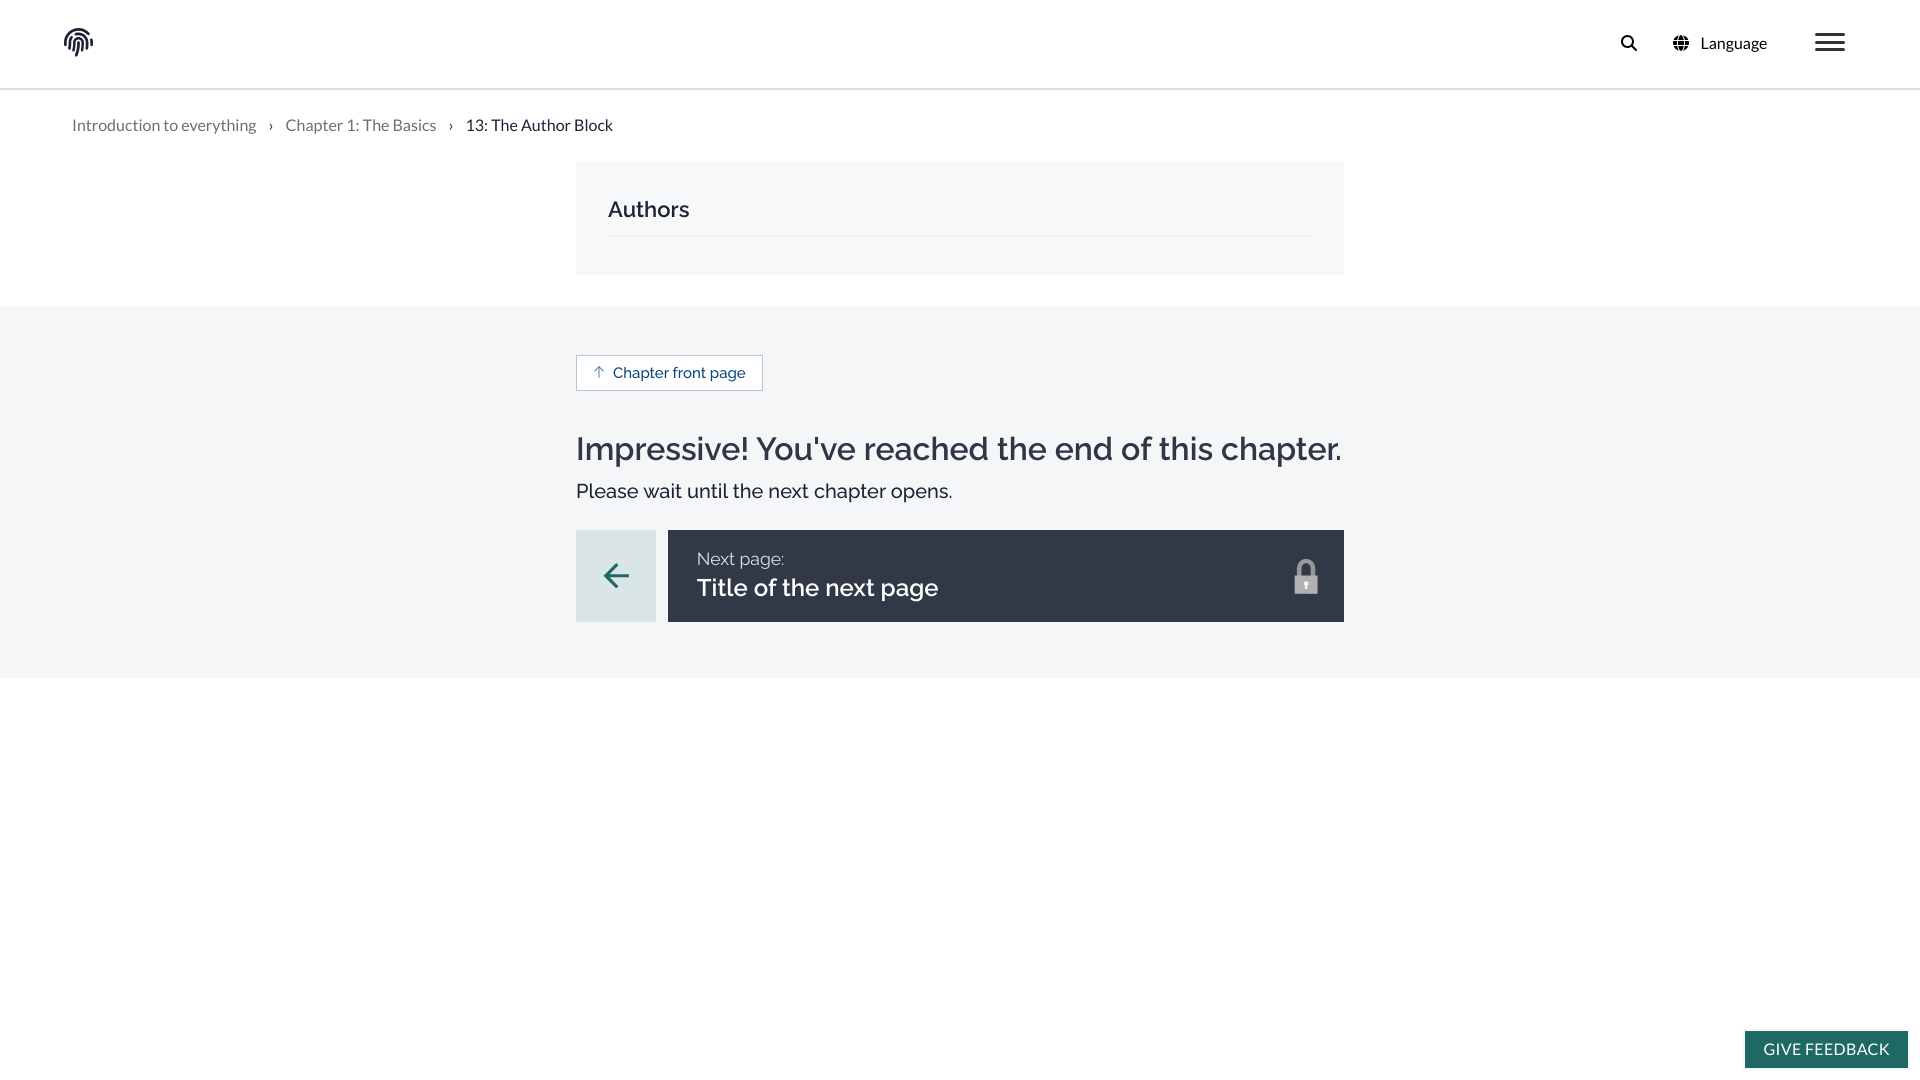 Language
Introduction to everything › Chapter 1: The Basics › 13: The Author Block
Authors
Chapter front page
Impressive! You've reached the end of this chapter.
Please wait until the next chapter opens.
Next page:
Title of the next page
GIVE FEEDBACK